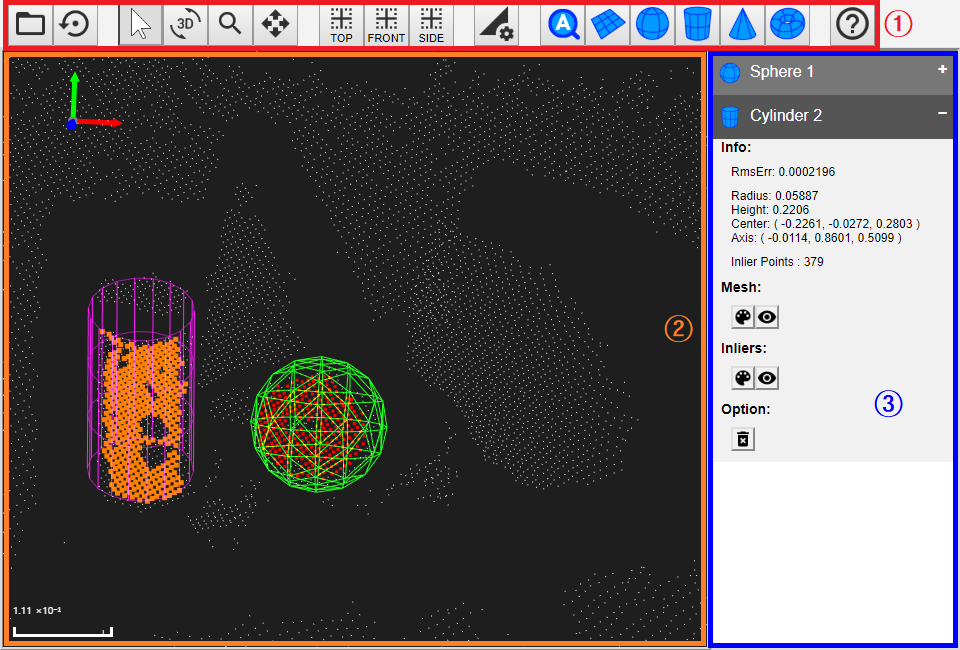 3D
TOP
FRONT
SIDE
A
?
①
Sphere 1
+
Cylinder 2
−
Info:
RmsErr: 0.0002196
Radius: 0.05887
Height: 0.2206
Center: ( -0.2261, -0.0272, 0.2803 )
Axis: ( -0.0114, 0.8601, 0.5099 )
Inlier Points : 379
Mesh:
②
Inliers:
③
Option:
1.11 ×10⁻¹